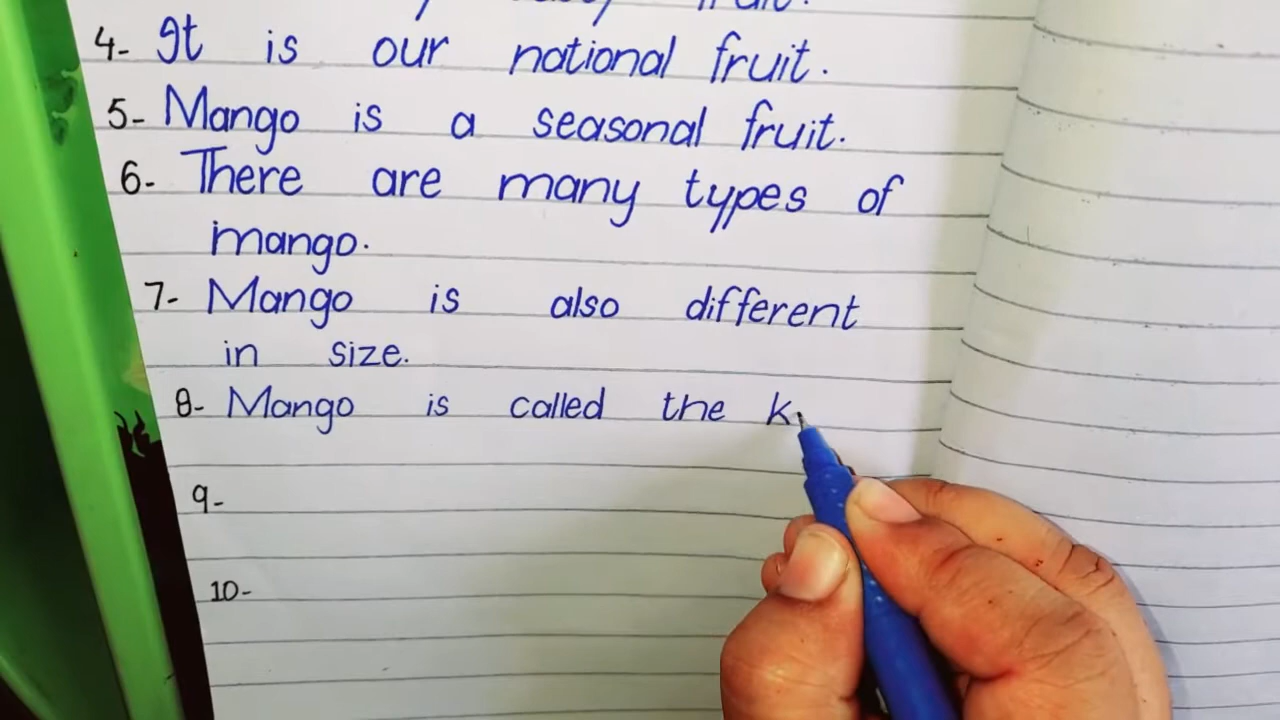 fruit.
4- It is our national fruit.
5- Mango is a seasonal fruit.
6- There are many types of
mango.
7- Mango is also different
in size.
8- Mango is called the k
9-
10-